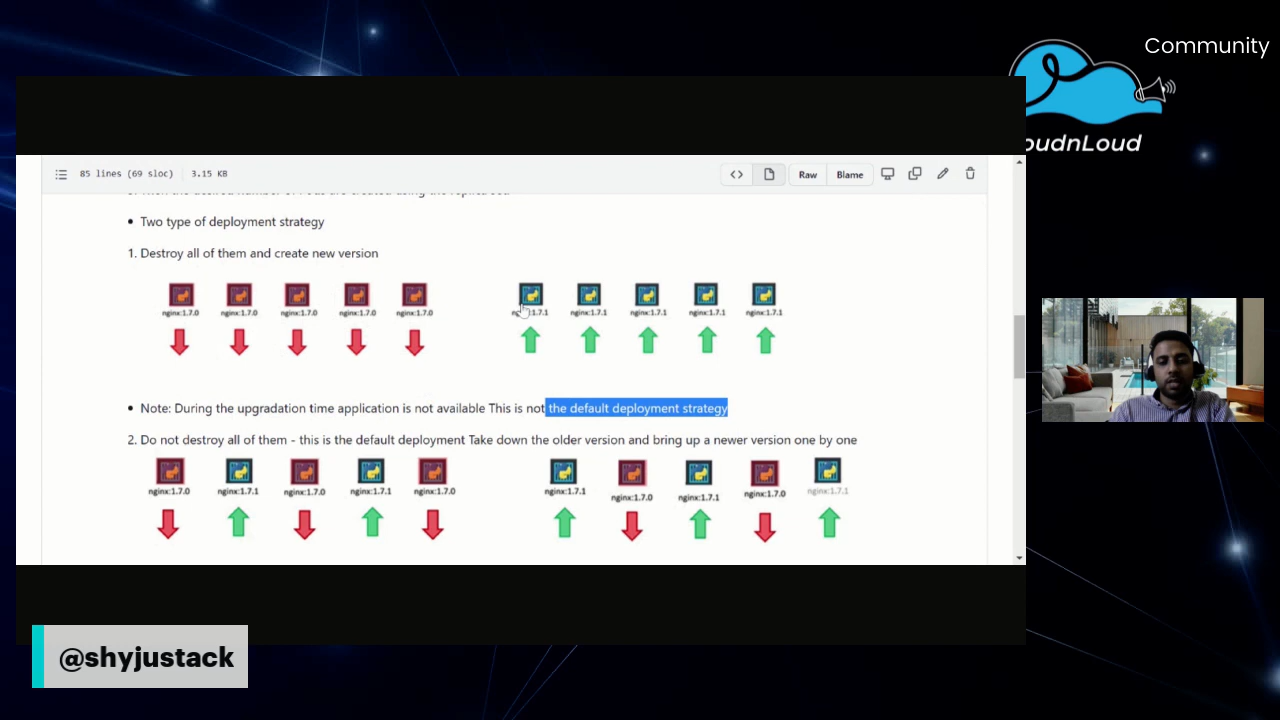 Community
oudnLoud
85 lines (69 sloc) 3.15 KB
Raw Blame
Two type of deployment strategy
1. Destroy all of them and create new version
nginx:1.7.0 nginx:1.7.0 nginx:1.7.0 nginx:1.7.0 nginx:1.7.0 nginx:1.7.1 nginx:1.7.1 nginx:1.7.1 nginx:1.7.1
Note: During the upgradation time application is not available This is not the default deployment strategy
2. Do not destroy all of them - this is the default deployment Take down the older version and bring up a newer version one by one
nginx:1.7.0 nginx:1.7.1 nginx:1.7.0 nginx:1.7.1 nginx:1.7.0 nginx:1.7.1 nginx:1.7.0 nginx:1.7.1 nginx:1.7.0 nginx:1.7.1
@shyjustack